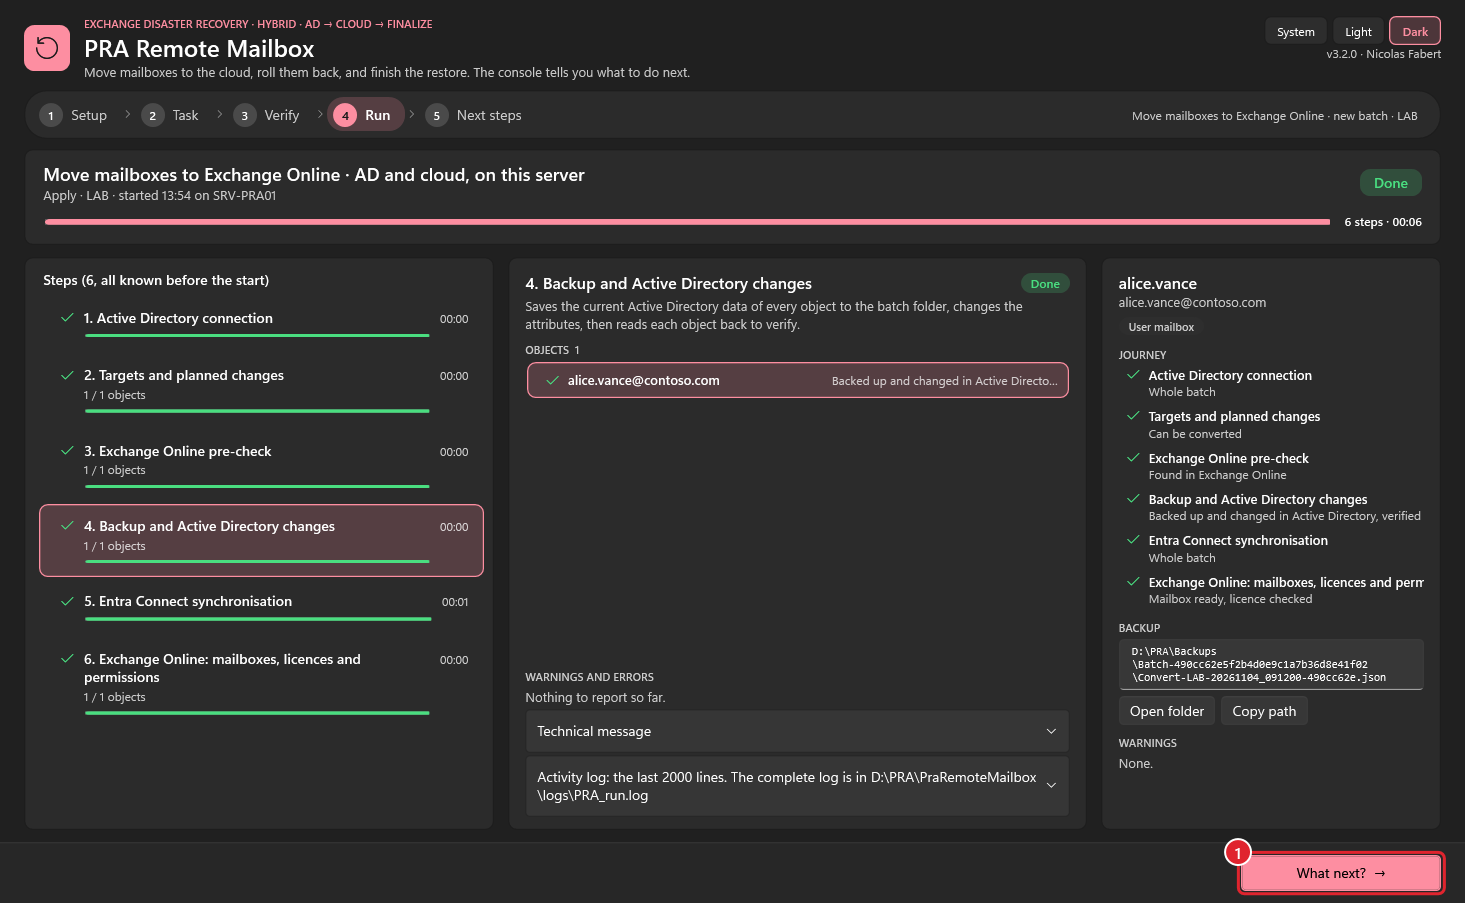 EXCHANGE DISASTER RECOVERY · HYBRID · AD → CLOUD → FINALIZE
PRA Remote Mailbox
Move mailboxes to the cloud, roll them back, and finish the restore. The console tells you what to do next.
System
Light
Dark
v3.2.0 · Nicolas Fabert
1 Setup
2 Task
3 Verify
4 Run
5 Next steps
Move mailboxes to Exchange Online · new batch · LAB
Move mailboxes to Exchange Online · AD and cloud, on this server
Apply · LAB · started 13:54 on SRV-PRA01
Done
6 steps · 00:06
Steps (6, all known before the start)
1. Active Directory connection 00:00
2. Targets and planned changes 00:00
1 / 1 objects
3. Exchange Online pre-check 00:00
1 / 1 objects
4. Backup and Active Directory changes 00:00
1 / 1 objects
5. Entra Connect synchronisation 00:01
6. Exchange Online: mailboxes, licences and 00:00
permissions
1 / 1 objects
4. Backup and Active Directory changes
Done
Saves the current Active Directory data of every object to the batch folder, changes the
attributes, then reads each object back to verify.
OBJECTS 1
alice.vance@contoso.com Backed up and changed in Active Directo...
WARNINGS AND ERRORS
Nothing to report so far.
Technical message
Activity log: the last 2000 lines. The complete log is in D:\PRA\PraRemoteMailbox
\logs\PRA_run.log
alice.vance
alice.vance@contoso.com
User mailbox
JOURNEY
Active Directory connection
Whole batch
Targets and planned changes
Can be converted
Exchange Online pre-check
Found in Exchange Online
Backup and Active Directory changes
Backed up and changed in Active Directory, verified
Entra Connect synchronisation
Whole batch
Exchange Online: mailboxes, licences and perm
Mailbox ready, licence checked
BACKUP
D:\PRA\Backups
\Batch-490cc62e5f2b4d0e9c1a7b36d8e41f02
\Convert-LAB-20261104_091200-490cc62e.json
Open folder
Copy path
WARNINGS
None.
1
What next? →